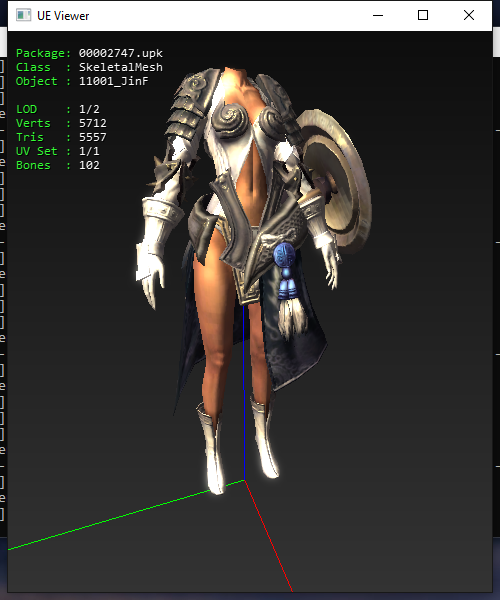 UE Viewer
Package: 00002747.upk
Class  : SkeletalMesh
Object : 11001_JinF
LOD    : 1/2
Verts  : 5712
Tris   : 5557
UV Set : 1/1
Bones  : 102